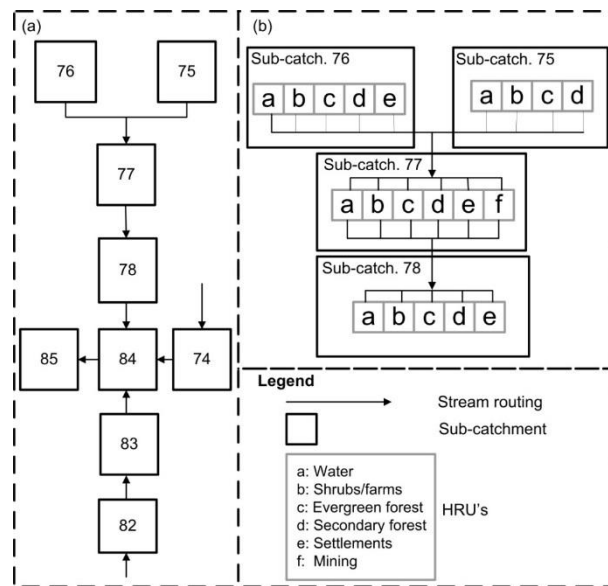 (a)
76
75
77
78
85
84
74
83
82
(b)
Sub-catch. 76
a b c d e
Sub-catch. 75
a b c d
Sub-catch. 77
a b c d e f
Sub-catch. 78
a b c d e
Legend
Stream routing
Sub-catchment
a: Water
b: Shrubs/farms
c: Evergreen forest
d: Secondary forest
e: Settlements
f: Mining
HRU's